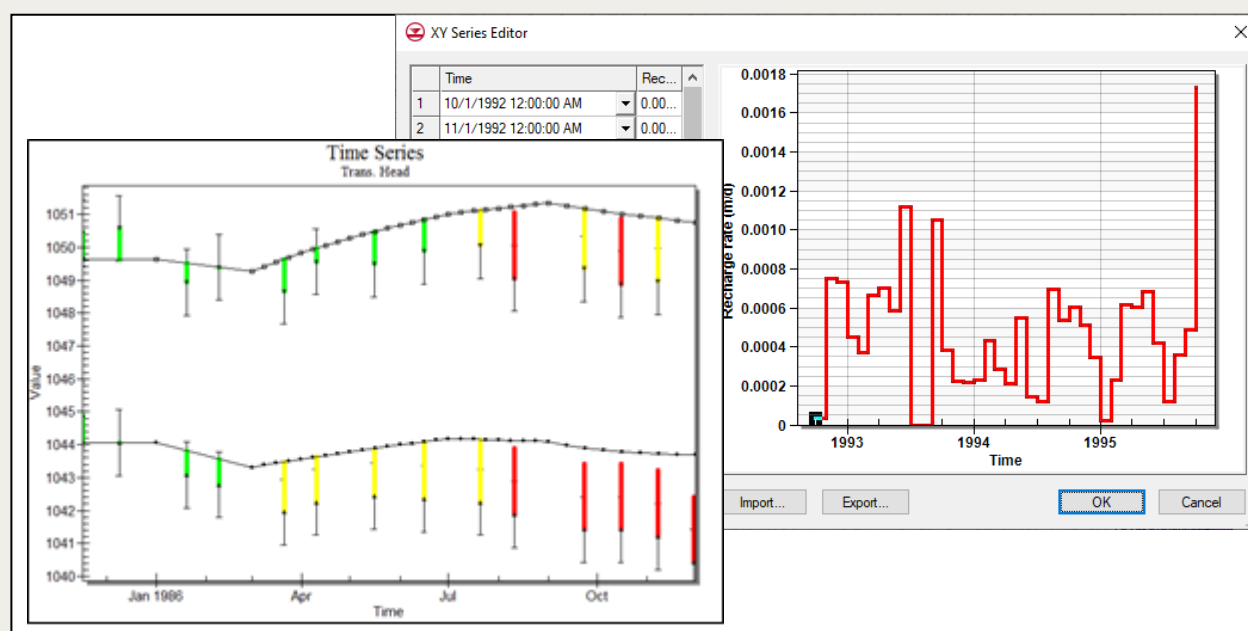 XY Series Editor
Time Rec...
1 10/1/1992 12:00:00 AM 0.00...
2 11/1/1992 12:00:00 AM 0.00...
Time Series
Trans. Head
Value
1051
1050
1049
1048
1047
1046
1045
1044
1043
1042
1041
1040
Jan 1986 Apr Jul Oct
Time
Recharge rate (m/d)
0.0018
0.0016
0.0014
0.0012
0.0010
0.0008
0.0006
0.0004
0.0002
0
1993 1994 1995
Time
Import... Export... OK Cancel